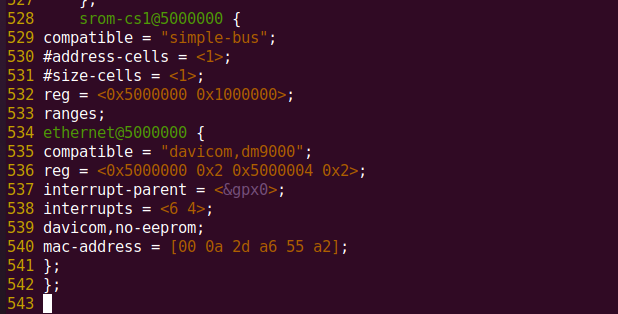 527     };
528     srom-cs1@5000000 {
529 compatible = "simple-bus";
530 #address-cells = <1>;
531 #size-cells = <1>;
532 reg = <0x5000000 0x1000000>;
533 ranges;
534 ethernet@5000000 {
535 compatible = "davicom,dm9000";
536 reg = <0x5000000 0x2 0x5000004 0x2>;
537 interrupt-parent = <&gpx0>;
538 interrupts = <6 4>;
539 davicom,no-eeprom;
540 mac-address = [00 0a 2d a6 55 a2];
541 };
542 };
543